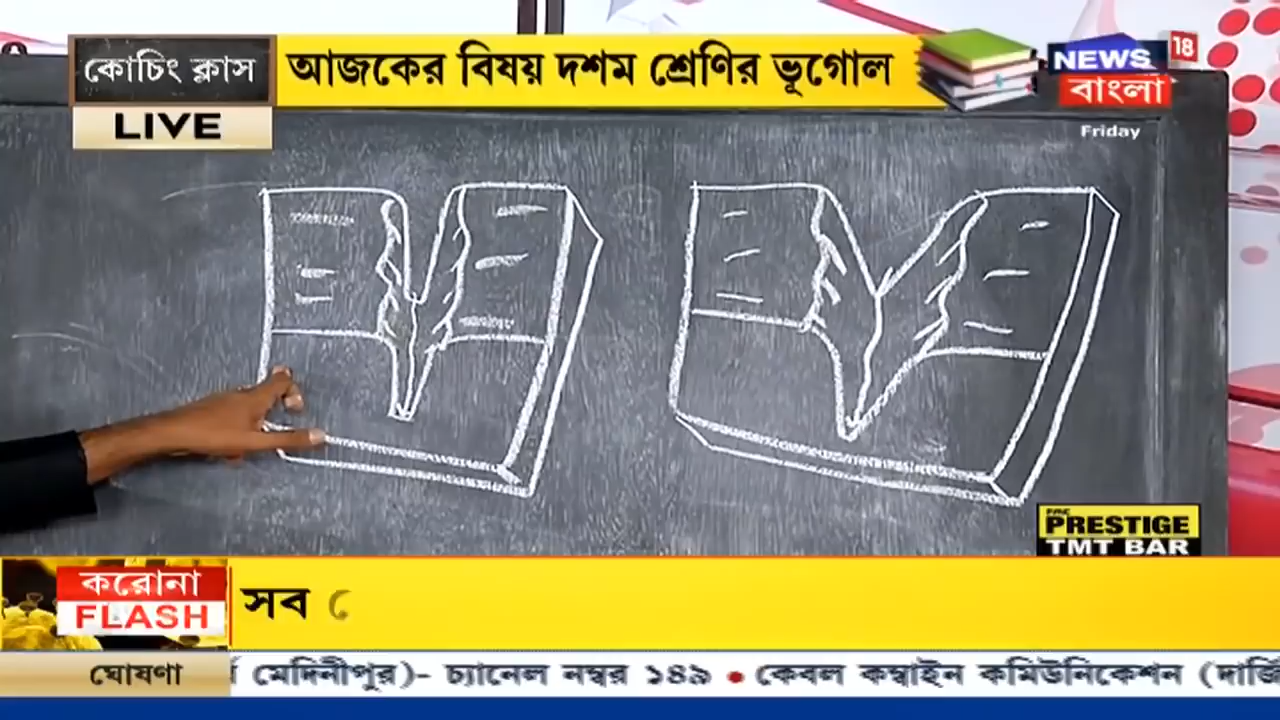 কোচিং ক্লাস
আজকের বিষয় দশম শ্রেণির ভূগোল
NEWS 18
বাংলা
LIVE
Friday
PRESTIGE
TMT BAR
করোনা
FLASH
সব
ঘোষণা
মেদিনীপুর)- চ্যানেল নম্বর ১৪৯ • কেবল কম্বাইন কমিউনিকেশন (দার্জি